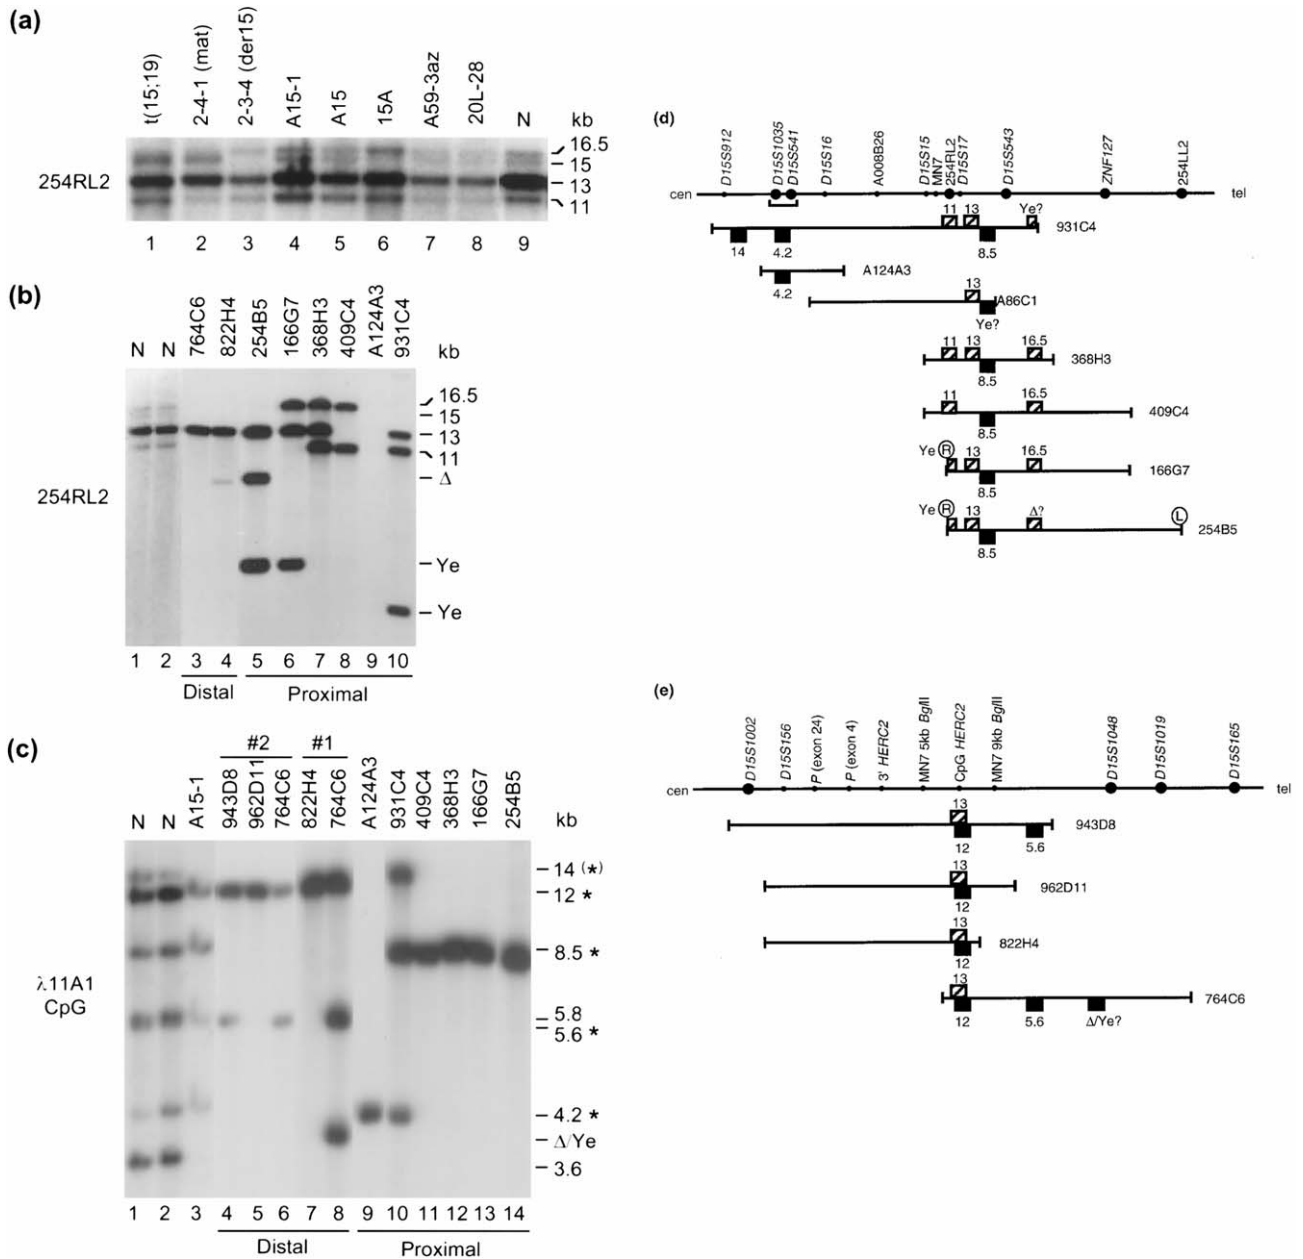 (a)
t(15;19)
2-4-1 (mat)
2-3-4 (der15)
A15-1
A15
15A
A59-3az
20L-28
N
kb
254RL2
16.5
15
13
11
1 2 3 4 5 6 7 8 9
(b)
N N 764C6 822H4 254B5 166G7 368H3 409C4 A124A3 931C4 kb
254RL2
16.5
15
13
11
Δ
Ye
Ye
1 2 3 4 5 6 7 8 9 10
Distal Proximal
(c)
#2 #1
N N A15-1 943D8 962D11 764C6 822H4 764C6 A124A3 931C4 409C4 368H3 166G7 254B5 kb
λ11A1
CpG
14 (*)
12 *
8.5 *
5.8
5.6 *
4.2 *
Δ/Ye
3.6
1 2 3 4 5 6 7 8 9 10 11 12 13 14
Distal Proximal
(d)
D15S912 D15S1035 D15S541 D15S16 A008B26 D15S15 MN7 254RL2 D15S17 D15S543 ZNF127 254LL2
cen tel
11 13 Ye?
931C4
14 4.2 8.5
A124A3
4.2
13
A86C1
Ye?
11 13 16.5
368H3
8.5
11 16.5
409C4
8.5
Ye R 13 16.5
166G7
8.5
Ye R 13 Δ? L
254B5
8.5
(e)
D15S1002 D15S156 P (exon 24) P (exon 4) 3' HERC2 MN7 5kb BglII CpG HERC2 MN7 9kb BglII D15S1048 D15S1019 D15S165
cen tel
13
943D8
12 5.6
13
962D11
12
13
822H4
12
13
764C6
12 5.6 Δ/Ye?